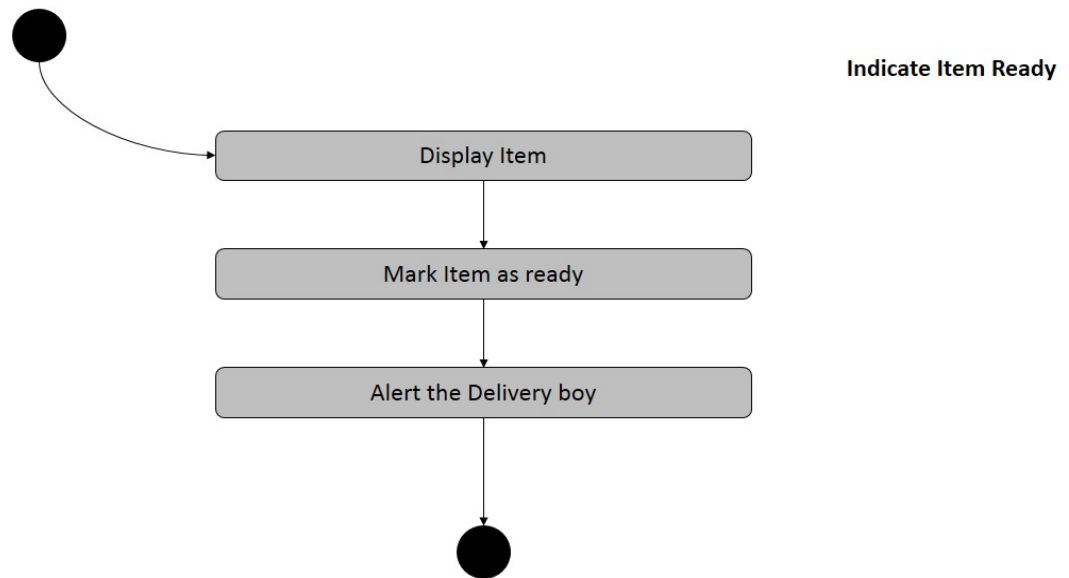 Indicate Item Ready
Display Item
Mark Item as ready
Alert the Delivery boy